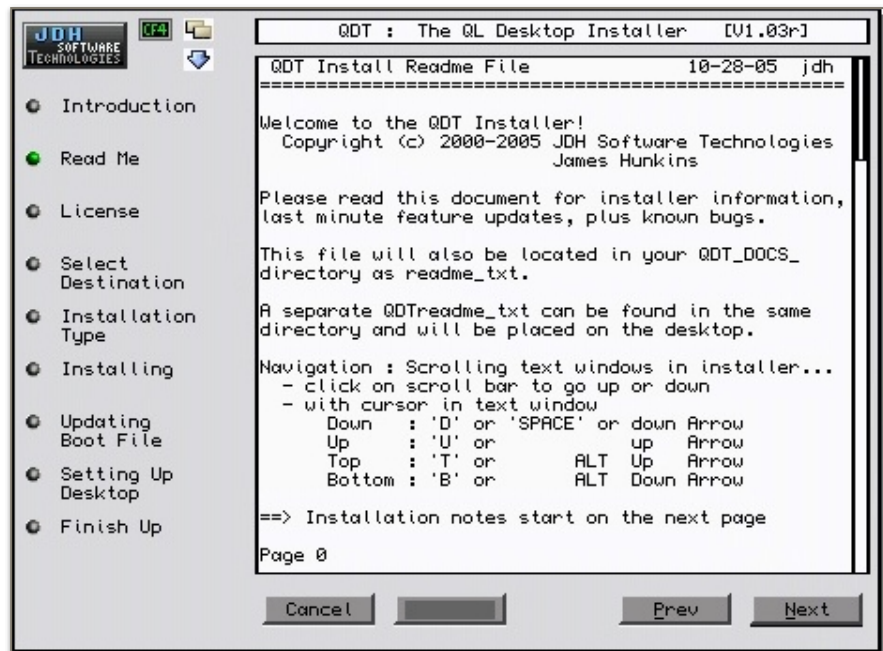 JDH
SOFTWARE
TECHNOLOGIES
CF4
Introduction
Read Me
License
Select
Destination
Installation
Type
Installing
Updating
Boot File
Setting Up
Desktop
Finish Up
QDT : The QL Desktop Installer [V1.03r]
QDT Install Readme File 10-28-05 jdh
=====================================================
Welcome to the QDT Installer!
Copyright (c) 2000-2005 JDH Software Technologies
James Hunkins
Please read this document for installer information,
last minute feature updates, plus known bugs.
This file will also be located in your QDT_DOCS_
directory as readme_txt.
A separate QDTreadme_txt can be found in the same
directory and will be placed on the desktop.
Navigation : Scrolling text windows in installer...
- click on scroll bar to go up or down
- with cursor in text window
Down : 'D' or 'SPACE' or down Arrow
Up : 'U' or up Arrow
Top : 'T' or ALT Up Arrow
Bottom : 'B' or ALT Down Arrow
==> Installation notes start on the next page
Page 0
Cancel
Prev
Next